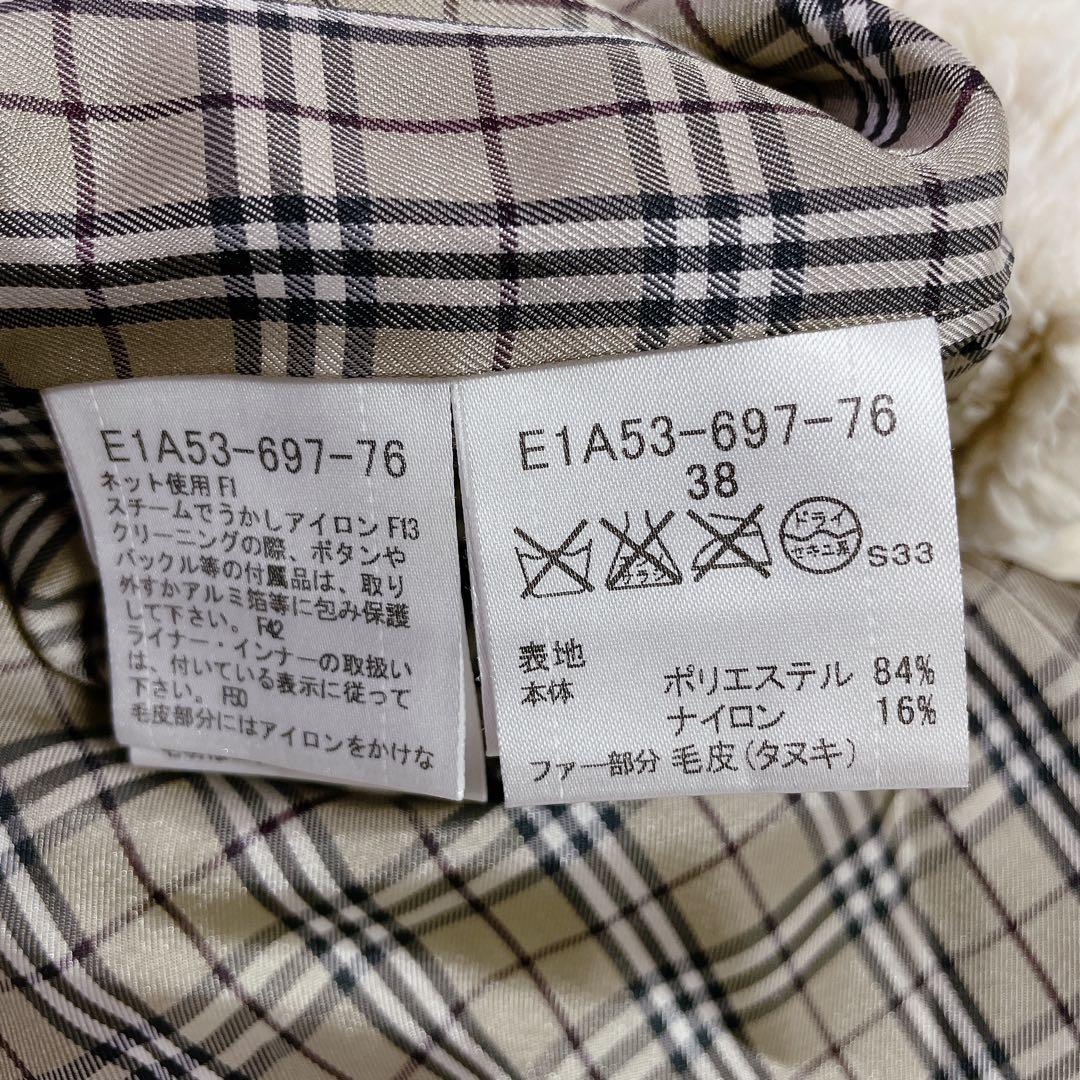 E1A53-697-76
ネット使用 F1
スチームでうかしアイロン F13
クリーニングの際、ボタンや
バックル等の付属品は、取り
外すかアルミ箔等に包み保護
して下さい。 F42
ライナー・インナーの取扱い
は、付いている表示に従って
下さい。 F50
毛皮部分にはアイロンをかけな
E1A53-697-76
38
エンソ
サラシ
ドライ
セキユ系
S33
表地
本体 ポリエステル 84%
ナイロン 16%
ファー部分 毛皮(タヌキ)